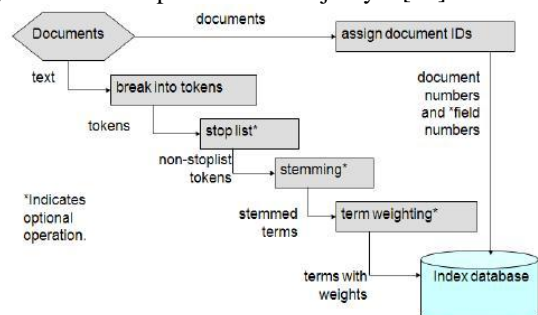 documents
Documents
assign document IDs
text
break into tokens
document
numbers
and *field
numbers
tokens
stop list*
non-stoplist
tokens
stemming*
*Indicates
optional
operation.
stemmed
terms
term weighting*
terms with
weights
Index database